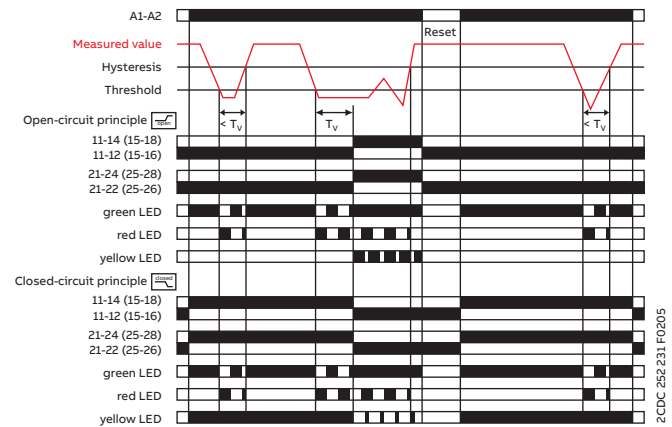 A1-A2
Reset
Measured value
Hysteresis
Threshold
< Tv
Tv
< Tv
Open-circuit principle open
11-14 (15-18)
11-12 (15-16)
21-24 (25-28)
21-22 (25-26)
green LED
red LED
yellow LED
Closed-circuit principle closed
11-14 (15-18)
11-12 (15-16)
21-24 (25-28)
21-22 (25-26)
green LED
red LED
yellow LED
2CDC 252 231 F0205